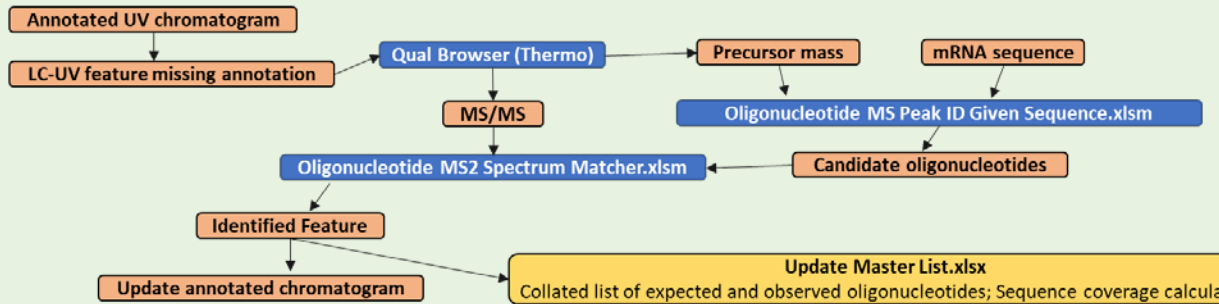 Annotated UV chromatogram
LC-UV feature missing annotation
Qual Browser (Thermo)
Precursor mass
mRNA sequence
MS/MS
Oligonucleotide MS Peak ID Given Sequence.xlsm
Oligonucleotide MS2 Spectrum Matcher.xlsm
Candidate oligonucleotides
Identified Feature
Update annotated chromatogram
Update Master List.xlsx
Collated list of expected and observed oligonucleotides; Sequence coverage